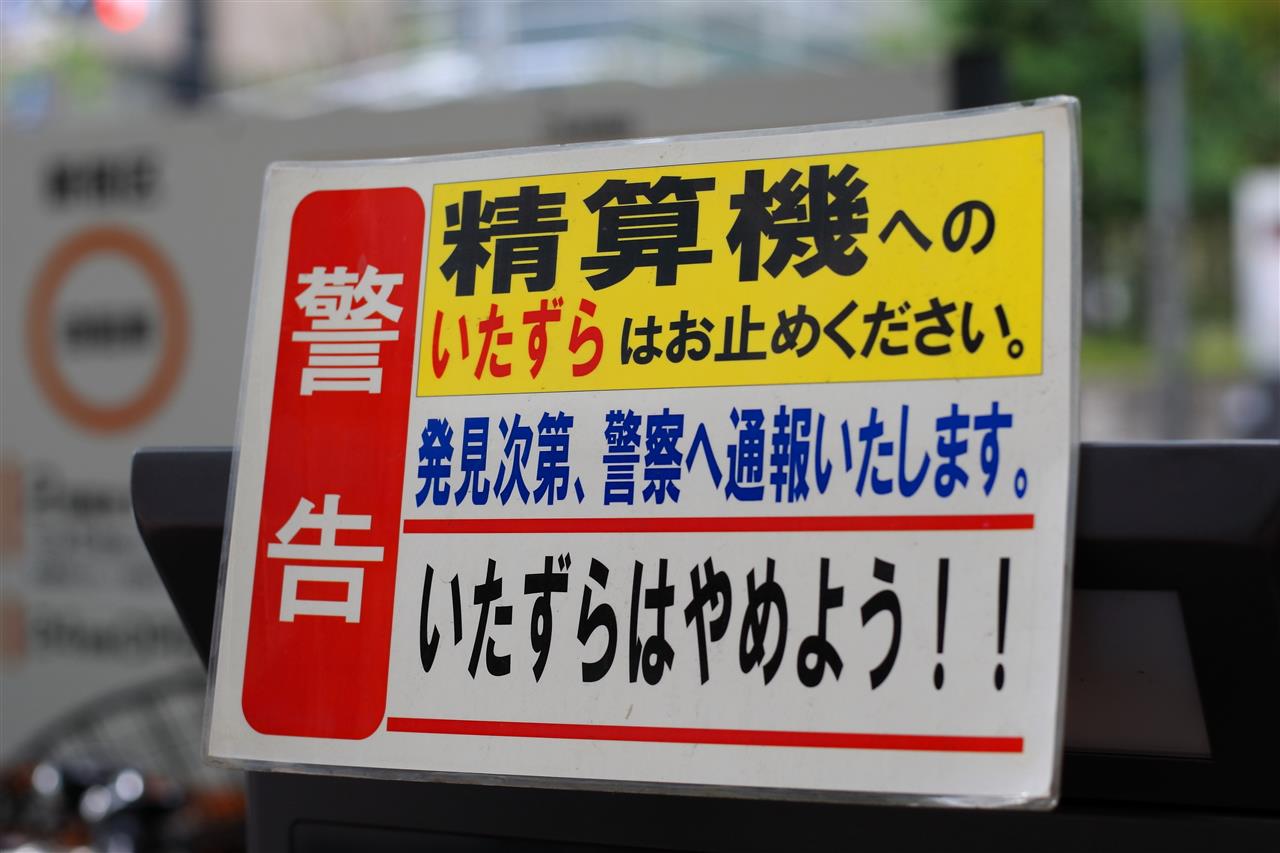 警告
精算機への
いたずらはお止めください。
発見次第、警察へ通報いたします。
いたずらはやめよう！！